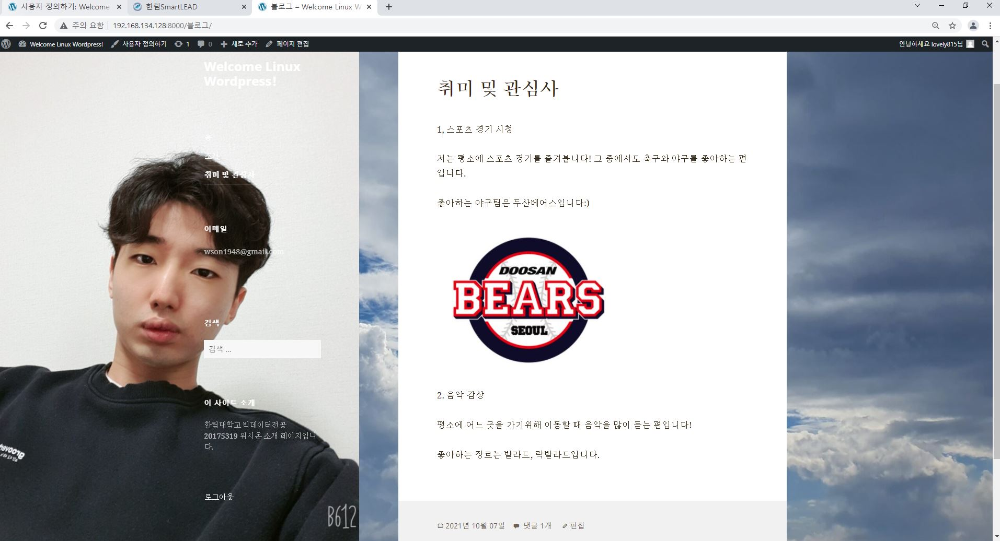 사용자 정의하기: Welcome
한림SmartLEAD
블로그 – Welcome Linux W
주의 요함
192.168.134.128:8000/블로그/
Welcome Linux Wordpress!
사용자 정의하기
1
0
새로 추가
페이지 편집
안녕하세요 lovely815님
Welcome Linux
Wordpress!
홈
소개
취미 및 관심사
이메일
wson1948@gmail.com
검색
검색 ...
이 사이트 소개
한림대학교 빅데이터전공
20175319 위시온 소개 페이지입니
다.
로그아웃
groovery
B612
취미 및 관심사
1, 스포츠 경기 시청
저는 평소에 스포츠 경기를 즐겨봅니다! 그 중에서도 축구와 야구를 좋아하는 편
입니다.
좋아하는 야구팀은 두산베어스입니다:)
DOOSAN
BEARS
SEOUL
2. 음악 감상
평소에 어느 곳을 가기위해 이동할 때 음악을 많이 듣는 편입니다!
좋아하는 장르는 발라드, 락발라드입니다.
2021년 10월 07일
댓글 1개
편집